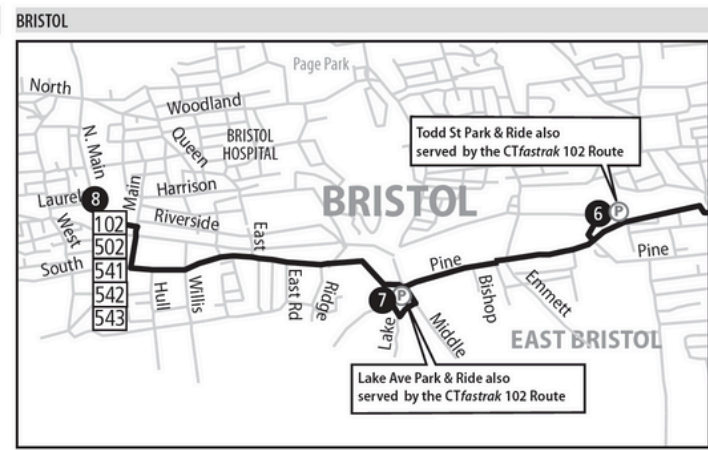 BRISTOL
Page Park
North
Woodland
N. Main
Queen
BRISTOL
HOSPITAL
Todd St Park & Ride also
served by the CTfastrak 102 Route
Laurel
8
Main
Harrison
BRISTOL
6
P
West
102
Riverside
502
East
Pine
South
541
Pine
542
Hull
Willis
East Rd
Ridge
7
P
Bishop
Emmett
543
Lake
Middle
EAST BRISTOL
Lake Ave Park & Ride also
served by the CTfastrak 102 Route